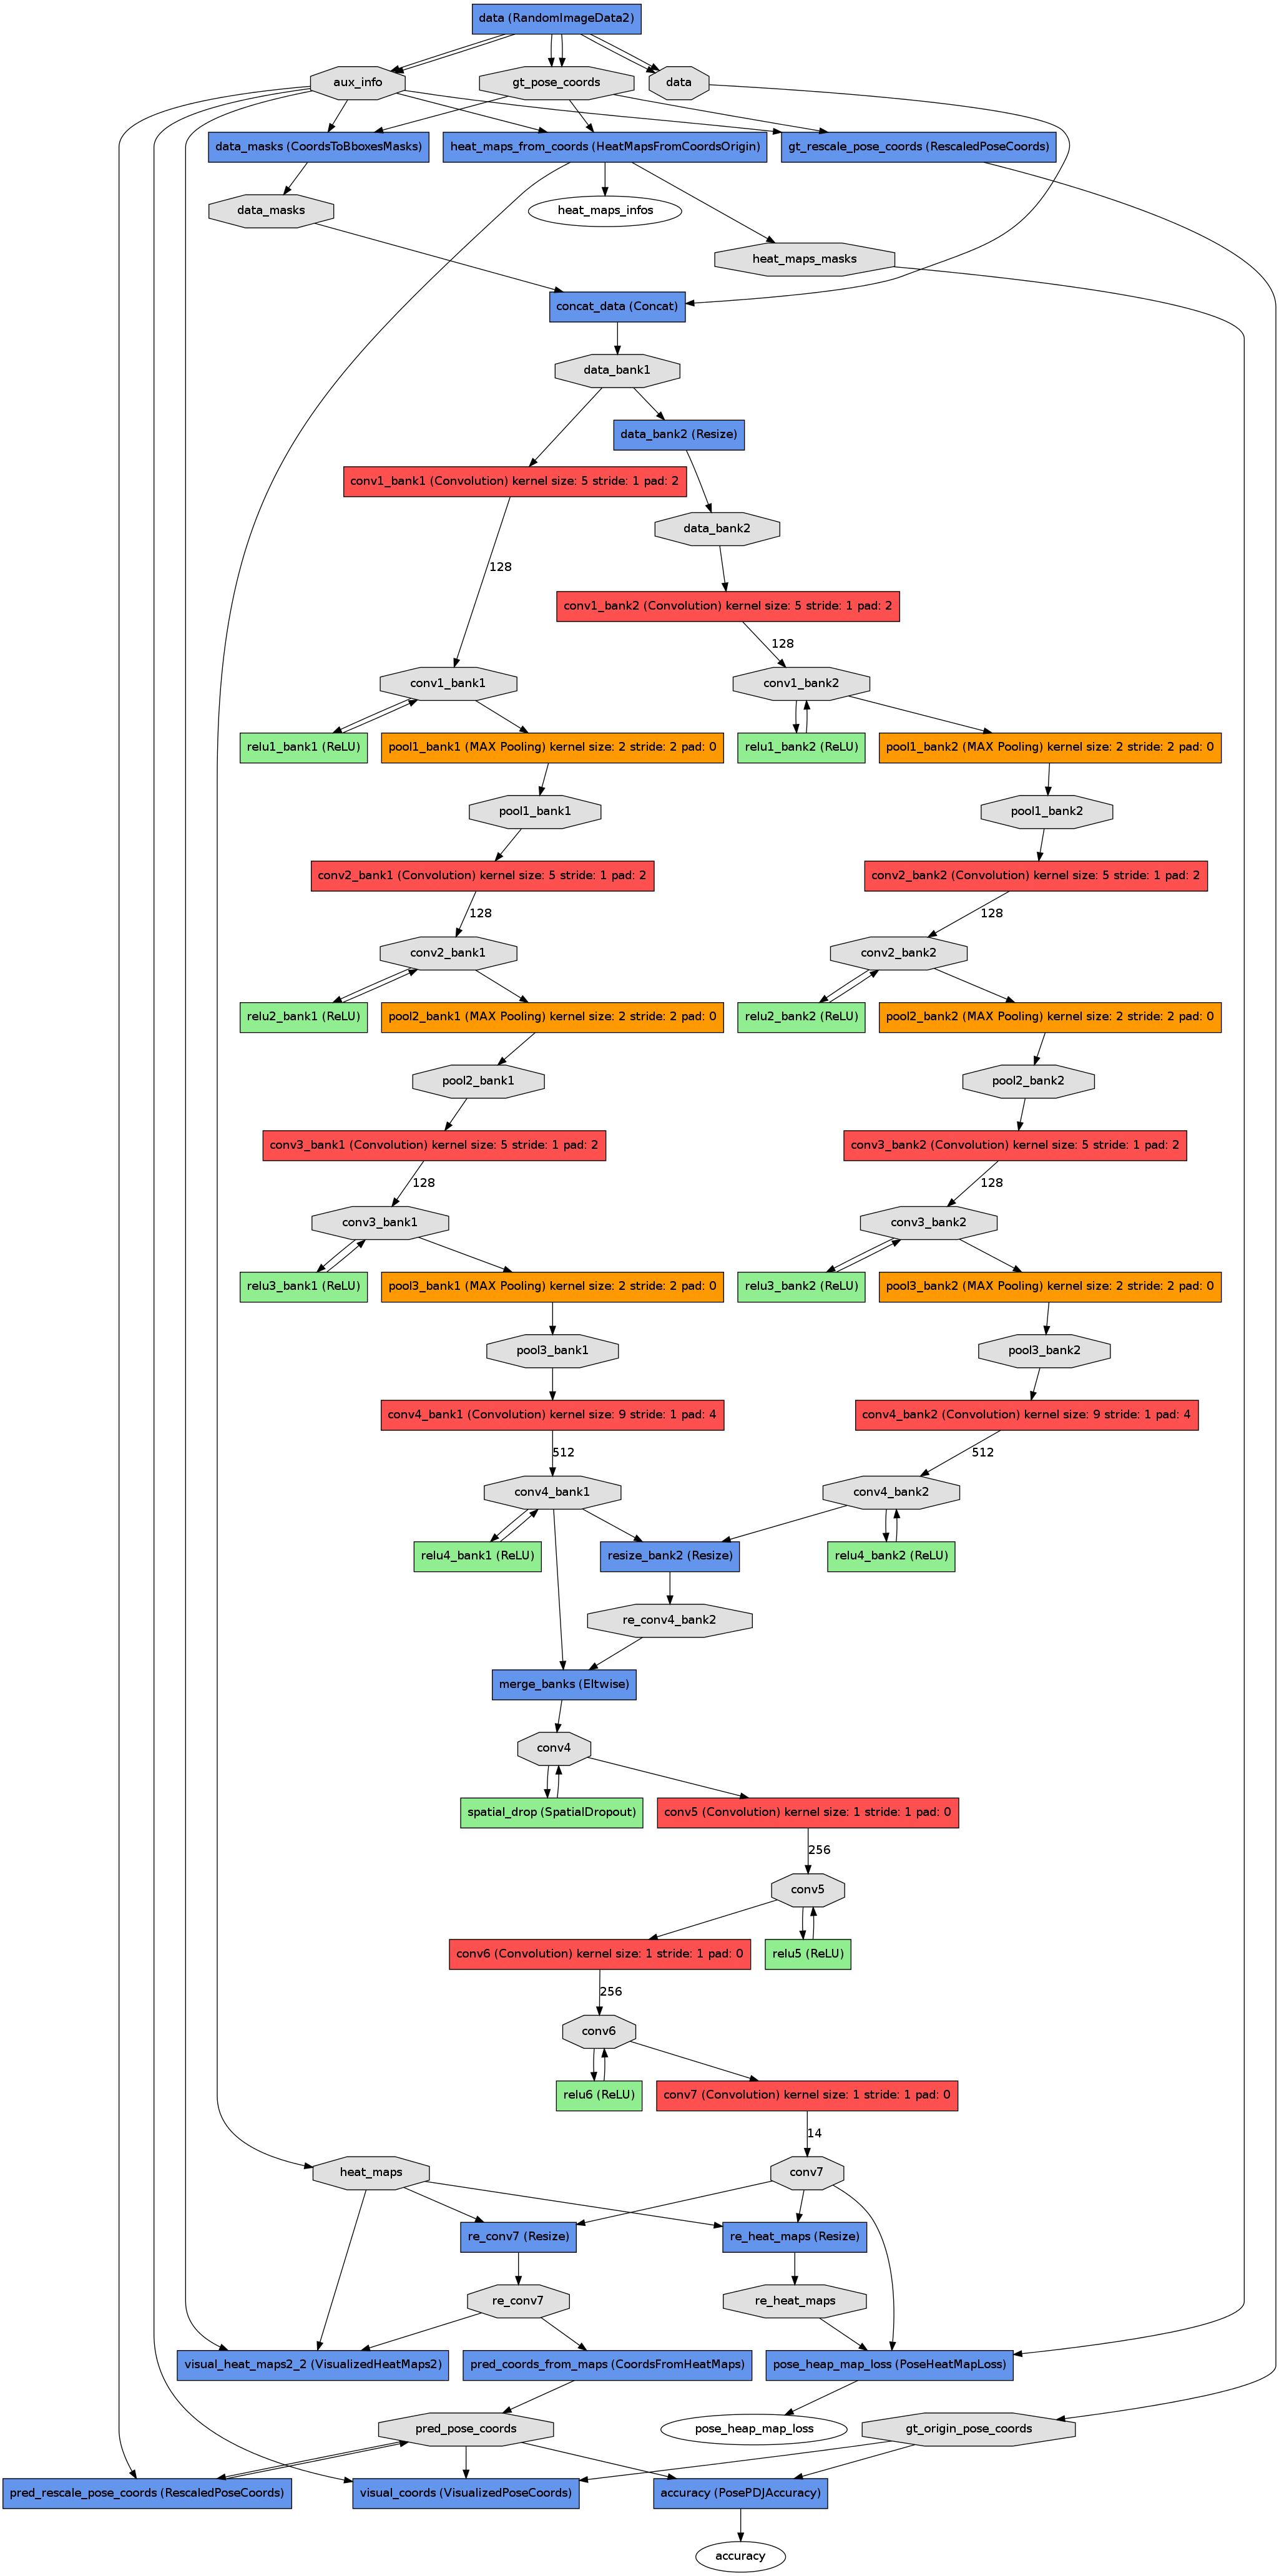 data (RandomImageData2)
aux_info
gt_pose_coords
data
data_masks (CoordsToBboxesMasks)
heat_maps_from_coords (HeatMapsFromCoordsOrigin)
gt_rescale_pose_coords (RescaledPoseCoords)
data_masks
heat_maps_infos
heat_maps_masks
concat_data (Concat)
data_bank1
data_bank2 (Resize)
conv1_bank1 (Convolution) kernel size: 5 stride: 1 pad: 2
data_bank2
128
conv1_bank2 (Convolution) kernel size: 5 stride: 1 pad: 2
128
conv1_bank1
conv1_bank2
relu1_bank1 (ReLU)
pool1_bank1 (MAX Pooling) kernel size: 2 stride: 2 pad: 0
relu1_bank2 (ReLU)
pool1_bank2 (MAX Pooling) kernel size: 2 stride: 2 pad: 0
pool1_bank1
pool1_bank2
conv2_bank1 (Convolution) kernel size: 5 stride: 1 pad: 2
conv2_bank2 (Convolution) kernel size: 5 stride: 1 pad: 2
128
128
conv2_bank1
conv2_bank2
relu2_bank1 (ReLU)
pool2_bank1 (MAX Pooling) kernel size: 2 stride: 2 pad: 0
relu2_bank2 (ReLU)
pool2_bank2 (MAX Pooling) kernel size: 2 stride: 2 pad: 0
pool2_bank1
pool2_bank2
conv3_bank1 (Convolution) kernel size: 5 stride: 1 pad: 2
conv3_bank2 (Convolution) kernel size: 5 stride: 1 pad: 2
128
128
conv3_bank1
conv3_bank2
relu3_bank1 (ReLU)
pool3_bank1 (MAX Pooling) kernel size: 2 stride: 2 pad: 0
relu3_bank2 (ReLU)
pool3_bank2 (MAX Pooling) kernel size: 2 stride: 2 pad: 0
pool3_bank1
pool3_bank2
conv4_bank1 (Convolution) kernel size: 9 stride: 1 pad: 4
conv4_bank2 (Convolution) kernel size: 9 stride: 1 pad: 4
512
512
conv4_bank1
conv4_bank2
relu4_bank1 (ReLU)
resize_bank2 (Resize)
relu4_bank2 (ReLU)
re_conv4_bank2
merge_banks (Eltwise)
conv4
spatial_drop (SpatialDropout)
conv5 (Convolution) kernel size: 1 stride: 1 pad: 0
256
conv5
conv6 (Convolution) kernel size: 1 stride: 1 pad: 0
relu5 (ReLU)
256
conv6
relu6 (ReLU)
conv7 (Convolution) kernel size: 1 stride: 1 pad: 0
14
heat_maps
conv7
re_conv7 (Resize)
re_heat_maps (Resize)
re_conv7
re_heat_maps
visual_heat_maps2_2 (VisualizedHeatMaps2)
pred_coords_from_maps (CoordsFromHeatMaps)
pose_heap_map_loss (PoseHeatMapLoss)
pred_pose_coords
pose_heap_map_loss
gt_origin_pose_coords
pred_rescale_pose_coords (RescaledPoseCoords)
visual_coords (VisualizedPoseCoords)
accuracy (PosePDJAccuracy)
accuracy